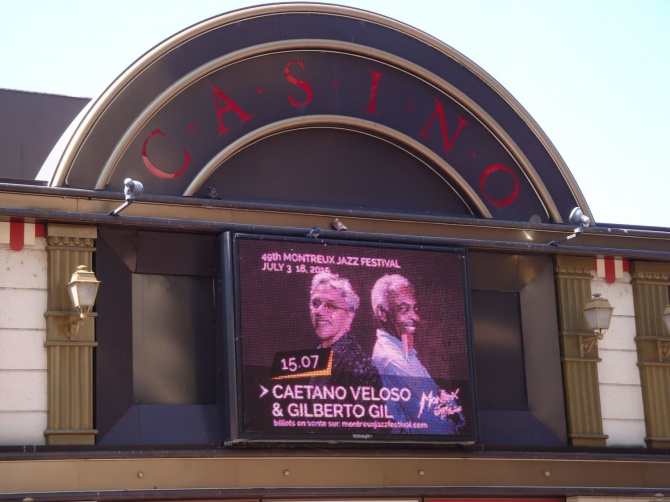 C·A·S·I·N·O
49th MONTREUX JAZZ FESTIVAL
JULY 3 18, 2015
15.07
> CAETANO VELOSO
& GILBERTO GIL
billets en vente sur: montreuxjazzfestival.com
Montreux